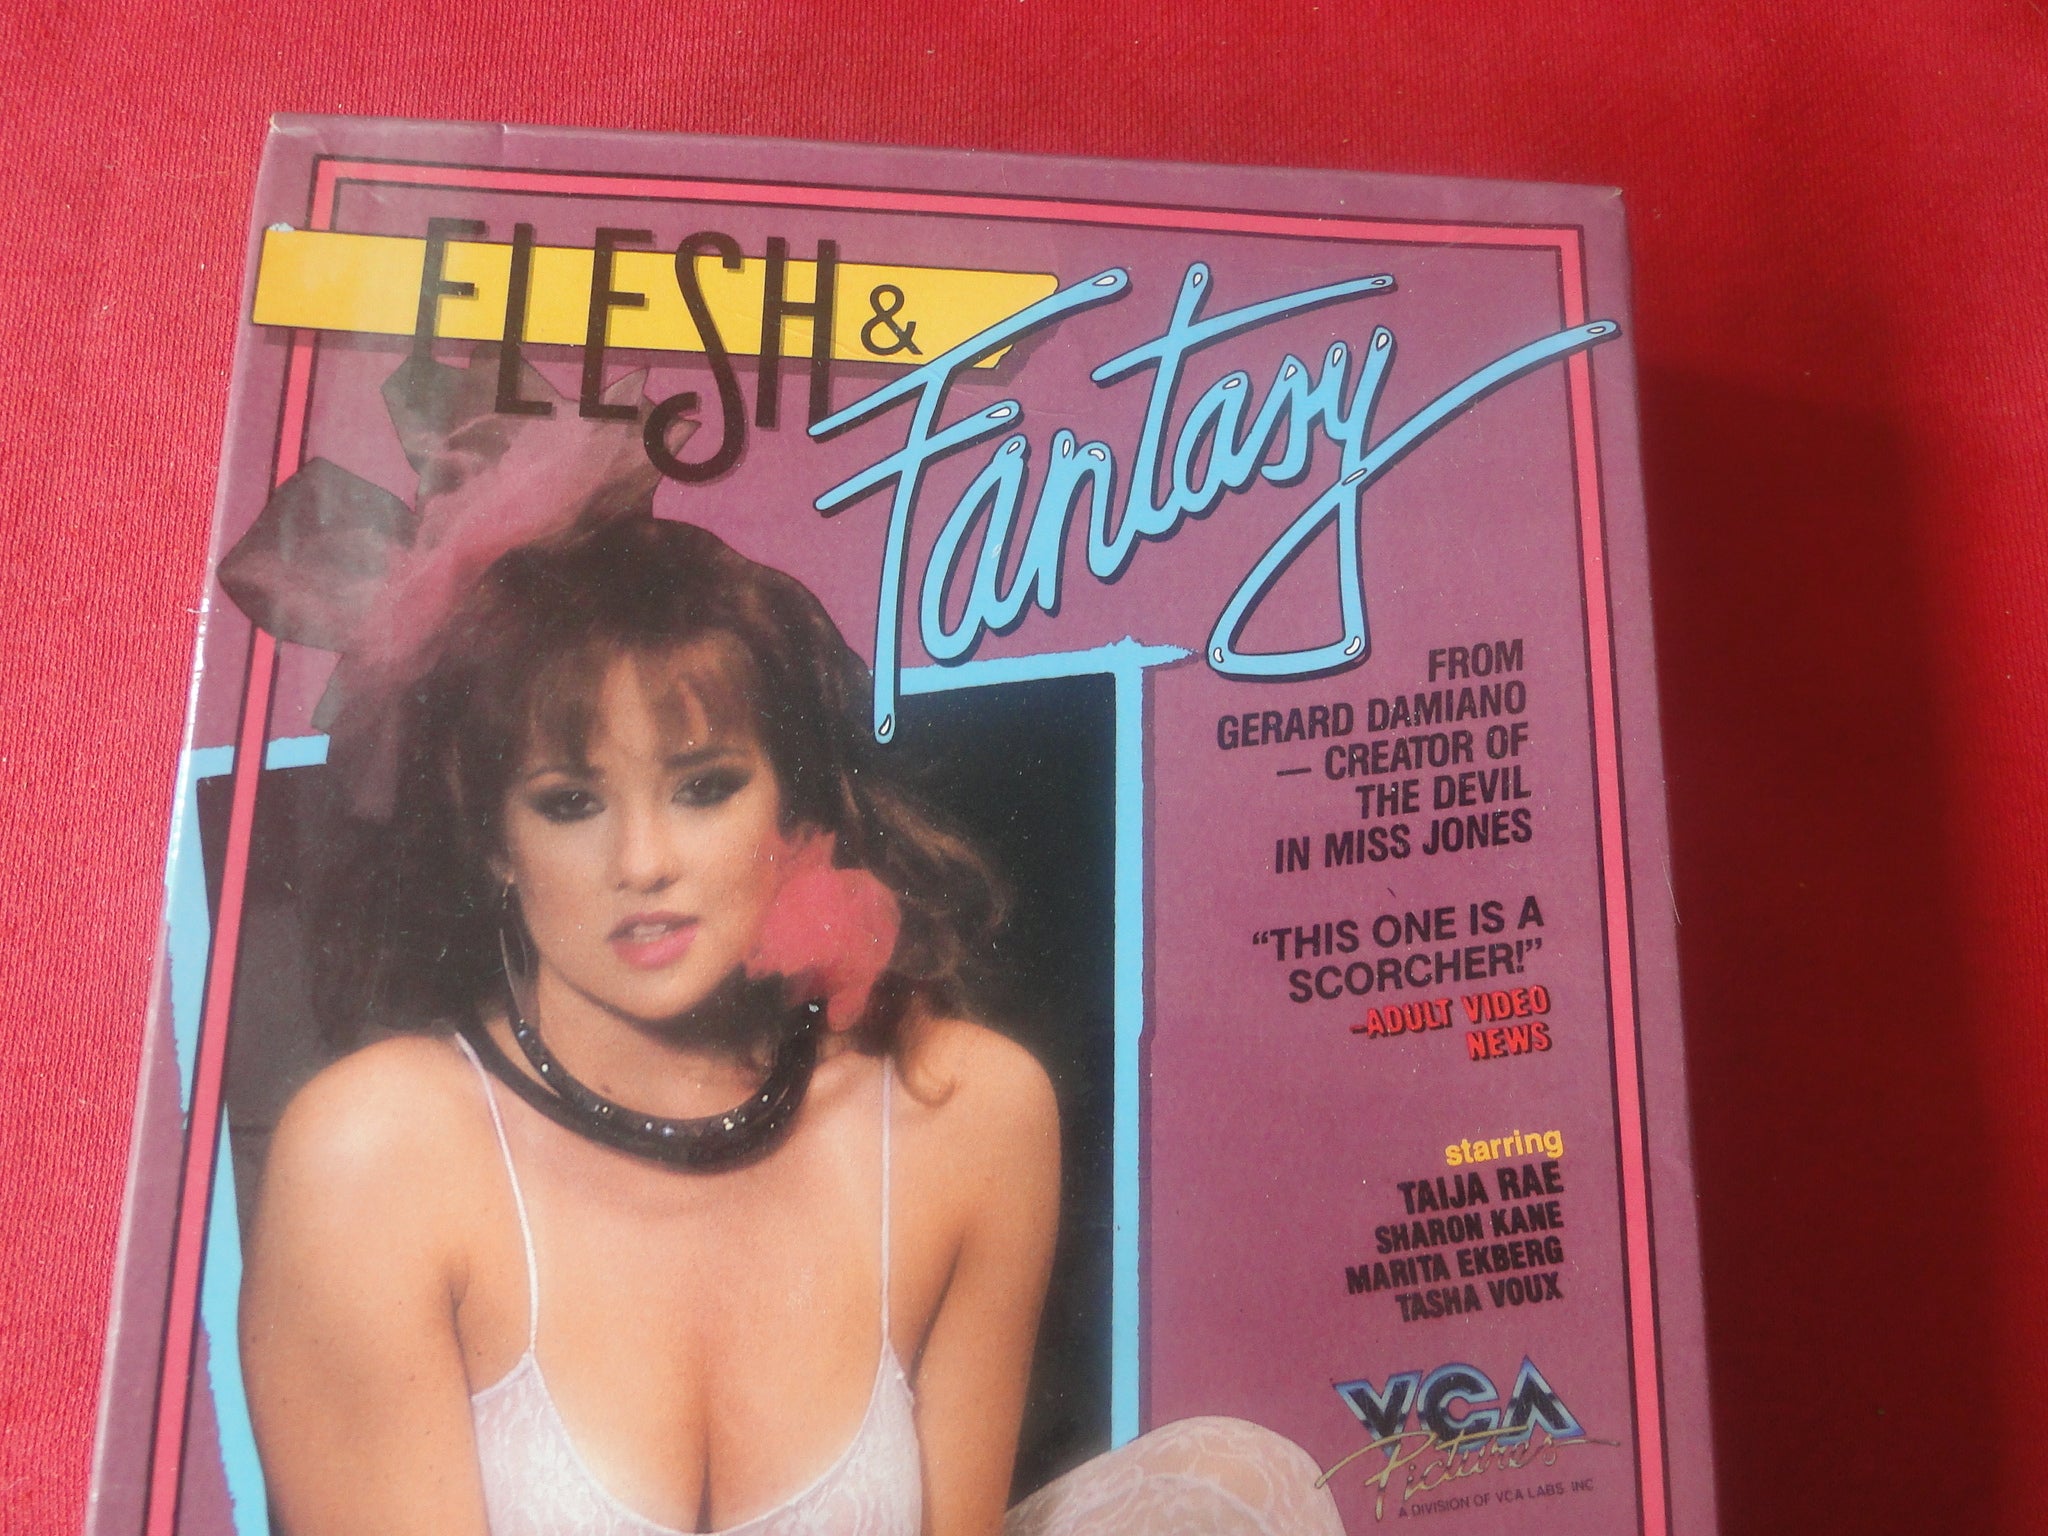 FLESH &
Fantasy
FROM
GERARD DAMIANO
— CREATOR OF
THE DEVIL
IN MISS JONES
“THIS ONE IS A
SCORCHER!”
-ADULT VIDEO
NEWS
starring
TAIJA RAE
SHARON KANE
MARITA EKBERG
TASHA VOUX
VCA
Pictures
A DIVISION OF VCA LABS, INC